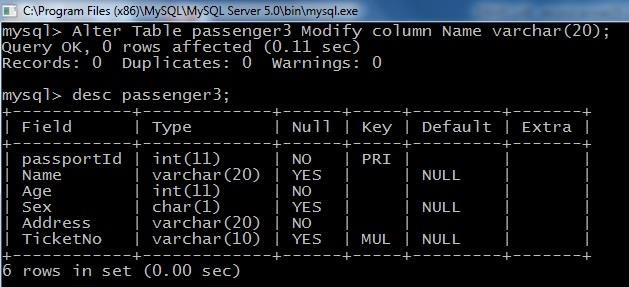 C:\Program Files (x86)\MySQL\MySQL Server 5.0\bin\mysql.exe
mysql> Alter Table passenger3 Modify column Name varchar(20);
Query OK, 0 rows affected (0.11 sec)
Records: 0  Duplicates: 0  Warnings: 0
mysql> desc passenger3;
+------------+-------------+------+-----+---------+-------+
| Field      | Type        | Null | Key | Default | Extra |
+------------+-------------+------+-----+---------+-------+
| passportId | int(11)     | NO   | PRI |         |       |
| Name       | varchar(20) | YES  |     | NULL    |       |
| Age        | int(11)     | NO   |     |         |       |
| Sex        | char(1)     | YES  |     | NULL    |       |
| Address    | varchar(20) | NO   |     |         |       |
| TicketNo   | varchar(10) | YES  | MUL | NULL    |       |
+------------+-------------+------+-----+---------+-------+
6 rows in set (0.00 sec)